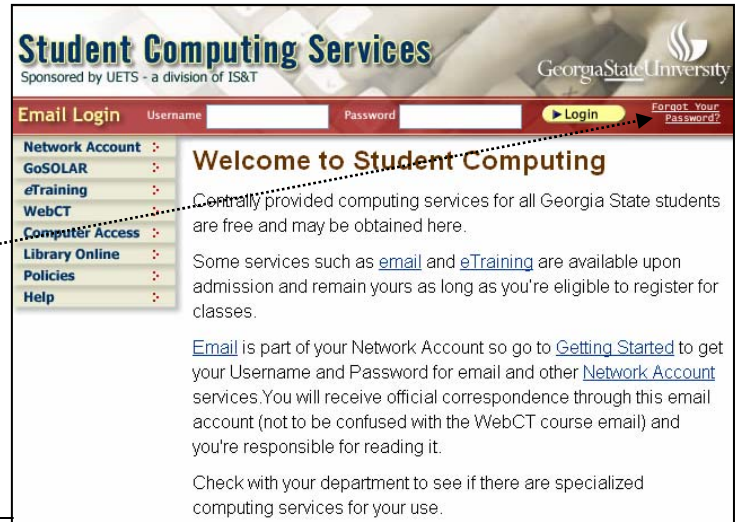 Student Computing Services
Sponsored by UETS - a division of IS&T
GeorgiaStateUniversity
Email Login Username Password Login Forgot Your
Password?
Network Account
GoSOLAR
eTraining
WebCT
Computer Access
Library Online
Policies
Help
Welcome to Student Computing
Centrally provided computing services for all Georgia State students
are free and may be obtained here.
Some services such as email and eTraining are available upon
admission and remain yours as long as you're eligible to register for
classes.
Email is part of your Network Account so go to Getting Started to get
your Username and Password for email and other Network Account
services.You will receive official correspondence through this email
account (not to be confused with the WebCT course email) and
you're responsible for reading it.
Check with your department to see if there are specialized
computing services for your use.